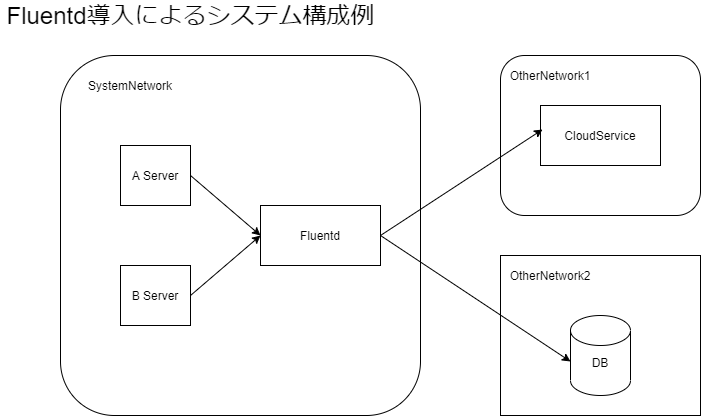 Fluentd導入によるシステム構成例
SystemNetwork
A Server
B Server
Fluentd
OtherNetwork1
CloudService
OtherNetwork2
DB